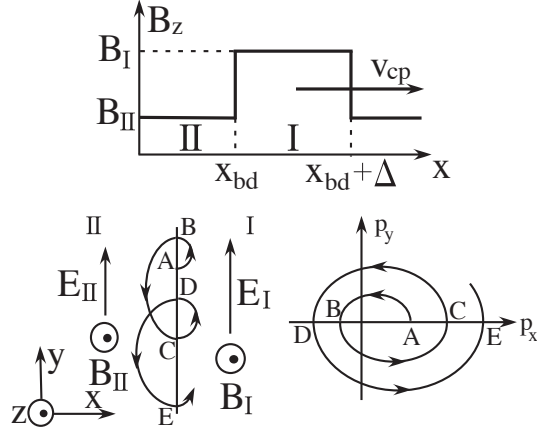 B_z
B_I
v_cp
B_II
II I
x_bd x_bd+Δ x
II B I
A
E_II D E_I
C
B_II B_I
y
z x E
p_y
B C
D A E p_x